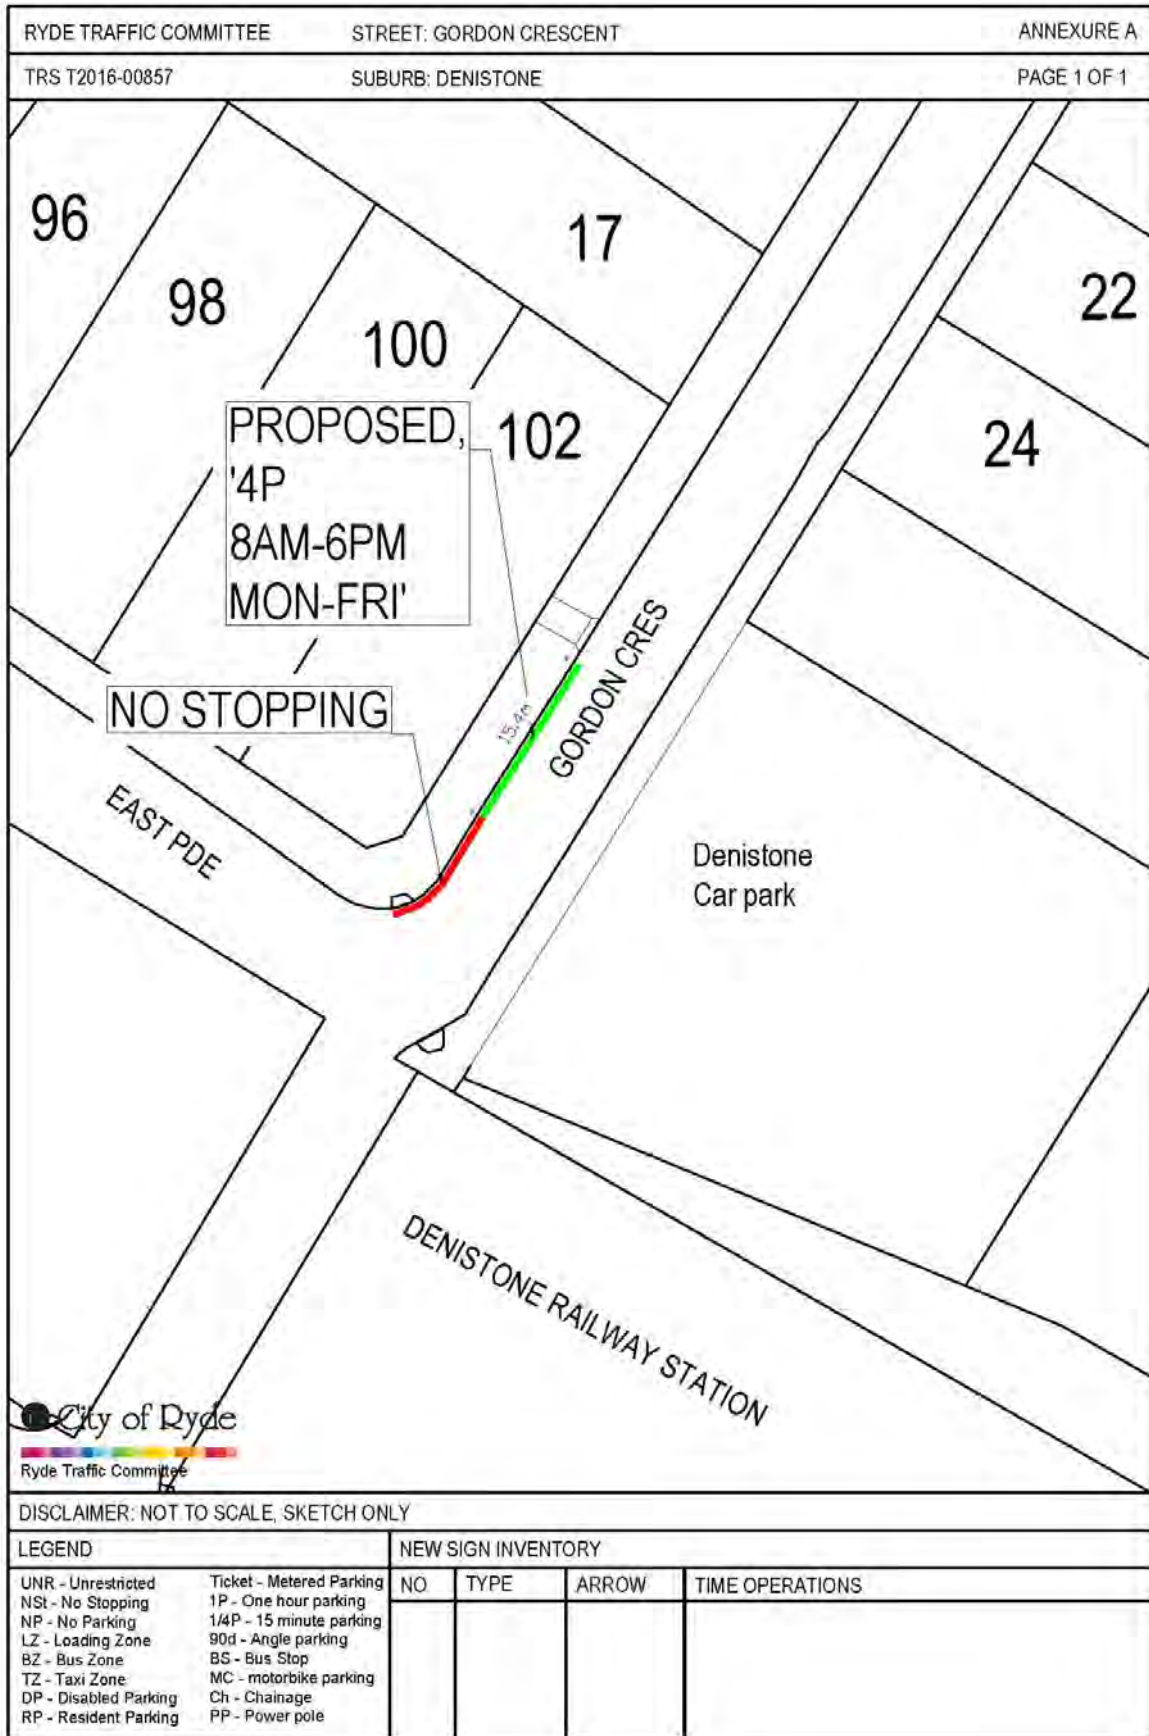 RYDE TRAFFIC COMMITTEE STREET: GORDON CRESCENT ANNEXURE A
TRS T2016-00857 SUBURB: DENISTONE PAGE 1 OF 1
96
98
100
17
22
102
24
PROPOSED,
'4P
8AM-6PM
MON-FRI'
NO STOPPING
15.4m
GORDON CRES
EAST PDE
Denistone
Car park
DENISTONE RAILWAY STATION
City of Ryde
Ryde Traffic Committee
DISCLAIMER: NOT TO SCALE, SKETCH ONLY
LEGEND
UNR - Unrestricted
NSt - No Stopping
NP - No Parking
LZ - Loading Zone
BZ - Bus Zone
TZ - Taxi Zone
DP - Disabled Parking
RP - Resident Parking
Ticket - Metered Parking
1P - One hour parking
1/4P - 15 minute parking
90d - Angle parking
BS - Bus Stop
MC - motorbike parking
Ch - Chainage
PP - Power pole
NEW SIGN INVENTORY
NO TYPE ARROW TIME OPERATIONS